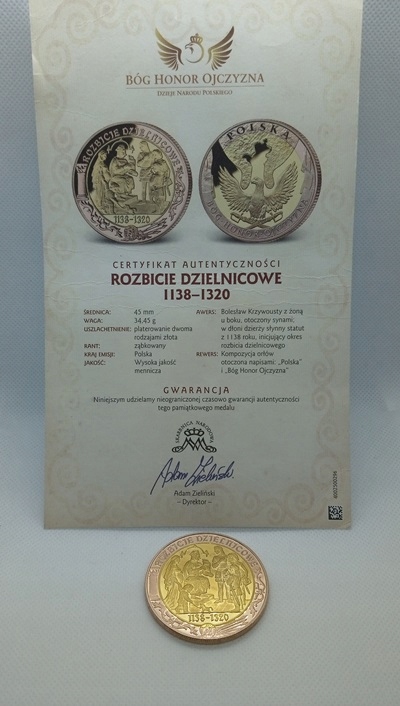 BÓG HONOR OJCZYZNA
DZIEJE NARODU POLSKIEGO
ROZBICIE DZIELNICOWE
1138-1320
POLSKA
CERTYFIKAT AUTENTYCZNOŚCI
ROZBICIE DZIELNICOWE
1138–1320
ŚREDNICA: 45 mm
WAGA: 34,45 g
USZLACHETNIENIE: platerowanie dwoma
rodzajami złota
RANT: ząbkowany
KRAJ EMISJI: Polska
JAKOŚĆ: Wysoka jakość
mennicza
AWERS: Bolesław Krzywousty z żoną
u boku, otoczony synami;
w dłoni dzierży słynny statut
z 1138 roku, inicjujący okres
rozbicia dzielnicowego
REWERS: Kompozycja orłów
otoczona napisami: „Polska"
i „Bóg Honor Ojczyzna"
GWARANCJA
Niniejszym udzielamy nieograniczonej czasowo gwarancji autentyczności
tego pamiątkowego medalu
SKARBNICA NARODOWA
Adam Zieliński
Adam Zieliński
– Dyrektor –
ROZBICIE DZIELNICOWE
1138-1320